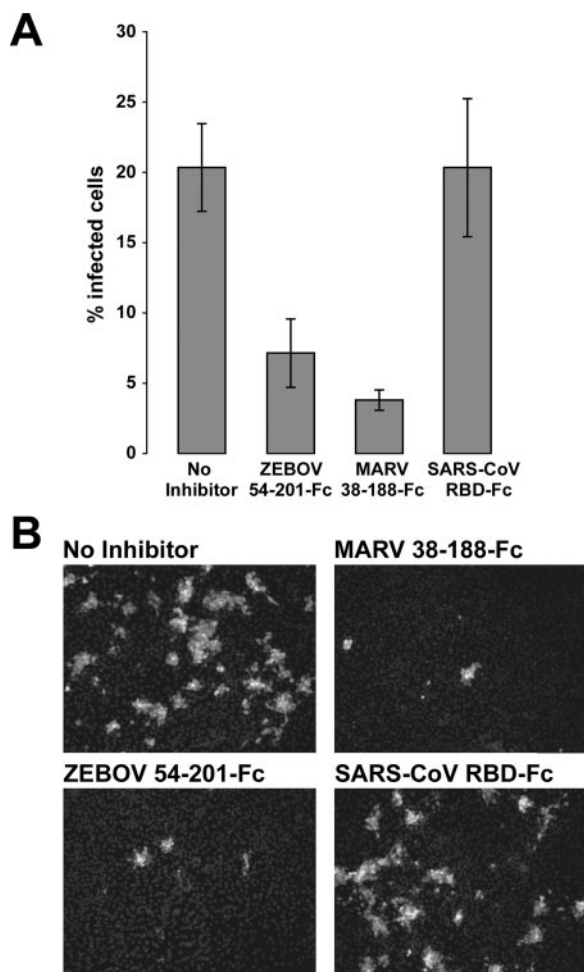 A
30
25
20
15
10
5
0
% infected cells
No
Inhibitor
ZEBOV
54-201-Fc
MARV
38-188-Fc
SARS-CoV
RBD-Fc
B
No Inhibitor
MARV 38-188-Fc
ZEBOV 54-201-Fc
SARS-CoV RBD-Fc